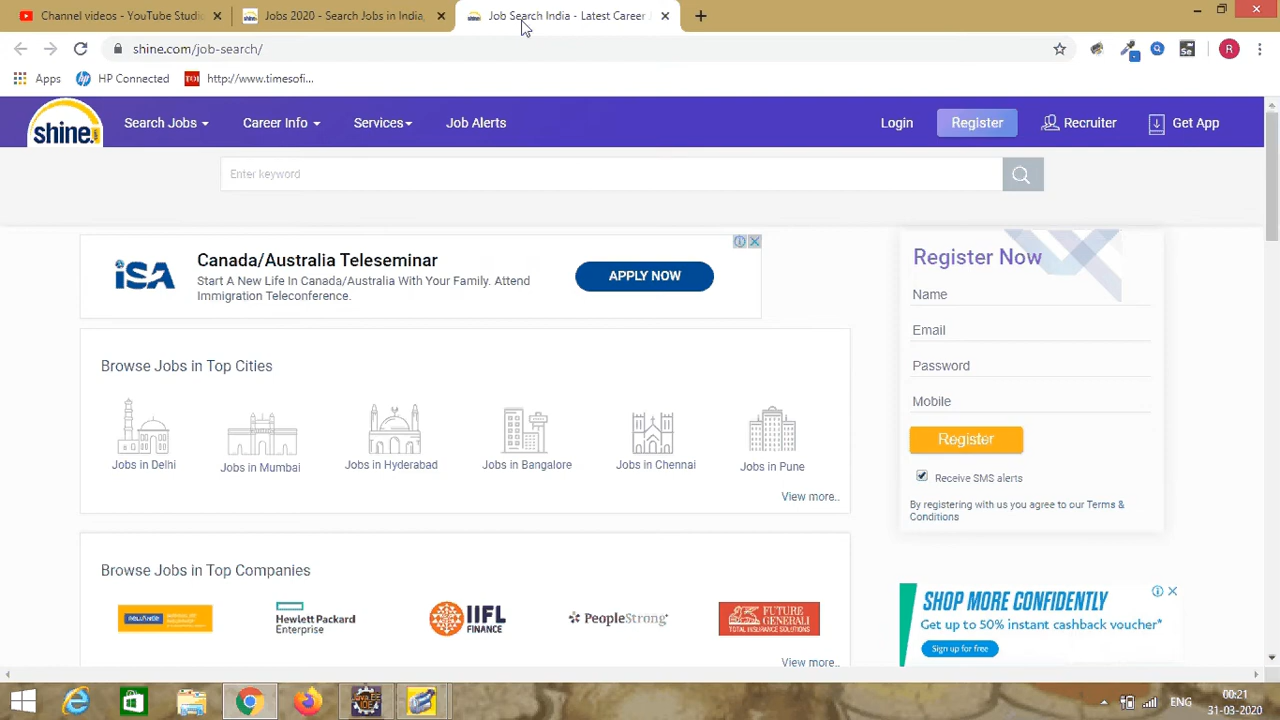 Channel videos - YouTube Studi
Jobs 2020 - Search Jobs in India,
Job Search India - Latest Career
shine.com/job-search/
R
Apps
HP Connected
TOI
http://www.timesofi...
shine.com
Search Jobs
Career Info
Services
Job Alerts
Login
Register
Recruiter
Get App
Enter keyword
iSA
Canada/Australia Teleseminar
Start A New Life In Canada/Australia With Your Family. Attend
Immigration Teleconference.
APPLY NOW
Register Now
Name
Email
Password
Mobile
Register
Receive SMS alerts
By registering with us you agree to our Terms &
Conditions
Browse Jobs in Top Cities
Jobs in Delhi
Jobs in Mumbai
Jobs in Hyderabad
Jobs in Bangalore
Jobs in Chennai
Jobs in Pune
View more..
Browse Jobs in Top Companies
RELIANCE
Hewlett Packard
Enterprise
IIFL
FINANCE
PeopleStrong
FUTURE
GENERALI
TOTAL INSURANCE SOLUTIONS
View more..
SHOP MORE CONFIDENTLY
Get up to 50% instant cashback voucher*
Sign up for free
ENG
00:21
31-03-2020